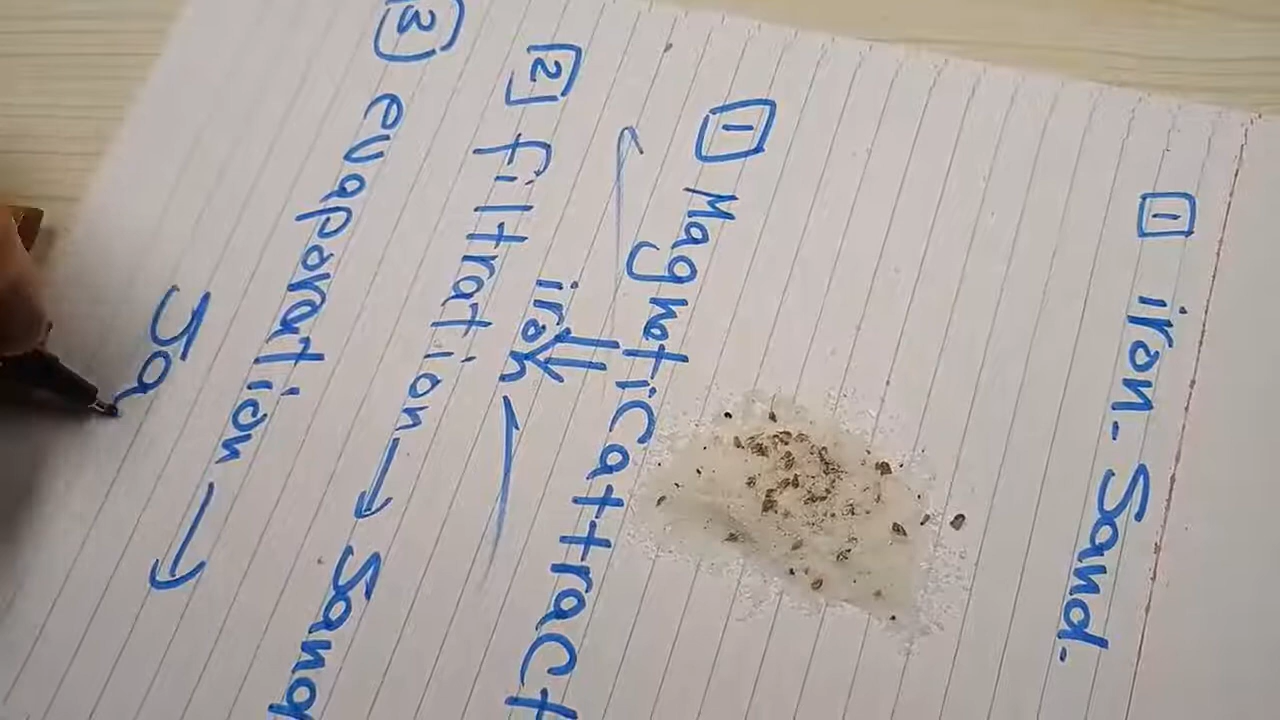 1 iron - Sand.
1 Magnetic attract
iron
2 filtration → Sand
3 evaporation →
Sa